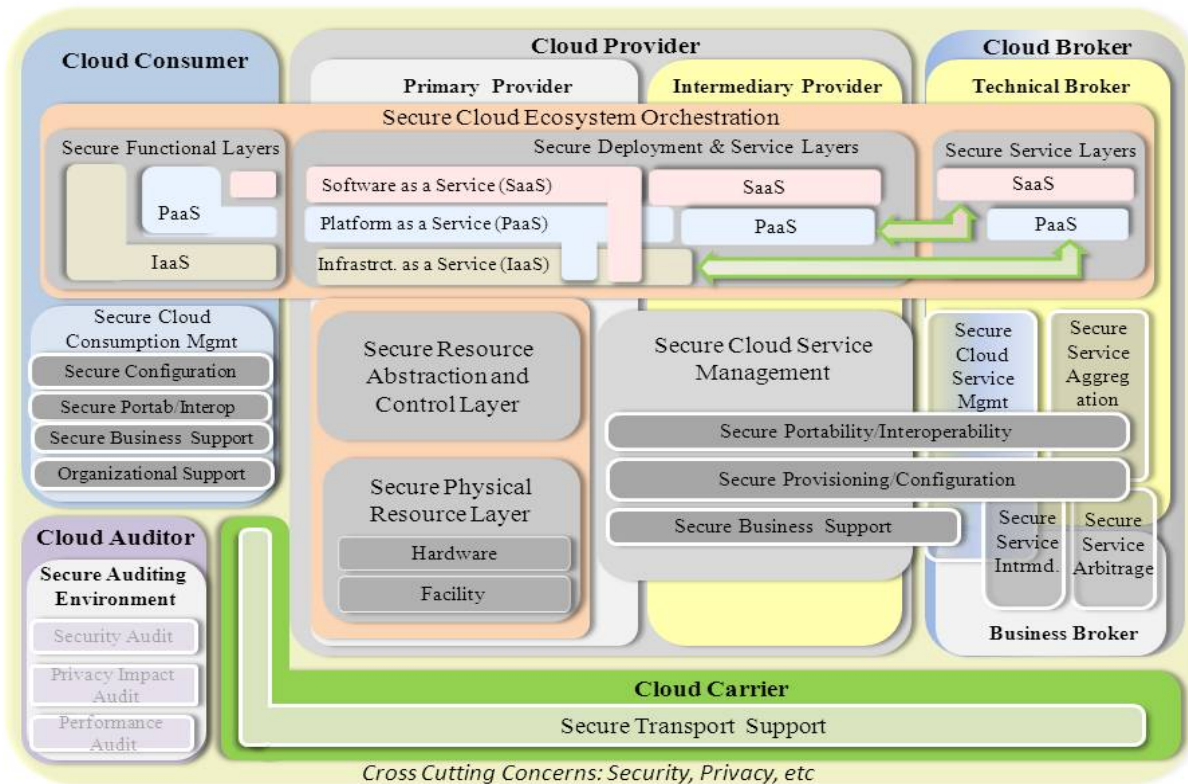 Cloud Consumer
Cloud Provider
Cloud Broker
Primary Provider
Intermediary Provider
Technical Broker
Secure Cloud Ecosystem Orchestration
Secure Functional Layers
PaaS
IaaS
Secure Deployment & Service Layers
Software as a Service (SaaS)
Platform as a Service (PaaS)
Infrastrct. as a Service (IaaS)
SaaS
PaaS
Secure Service Layers
SaaS
PaaS
Secure Cloud
Consumption Mgmt
Secure Configuration
Secure Portab/Interop
Secure Business Support
Organizational Support
Secure Resource
Abstraction and
Control Layer
Secure Physical
Resource Layer
Hardware
Facility
Secure Cloud Service
Management
Secure Portability/Interoperability
Secure Provisioning/Configuration
Secure Business Support
Secure
Cloud
Service
Mgmt
Secure
Service
Aggreg
ation
Secure
Service
Intrmd.
Secure
Service
Arbitrage
Business Broker
Cloud Auditor
Secure Auditing
Environment
Security Audit
Privacy Impact
Audit
Performance
Audit
Cloud Carrier
Secure Transport Support
Cross Cutting Concerns: Security, Privacy, etc